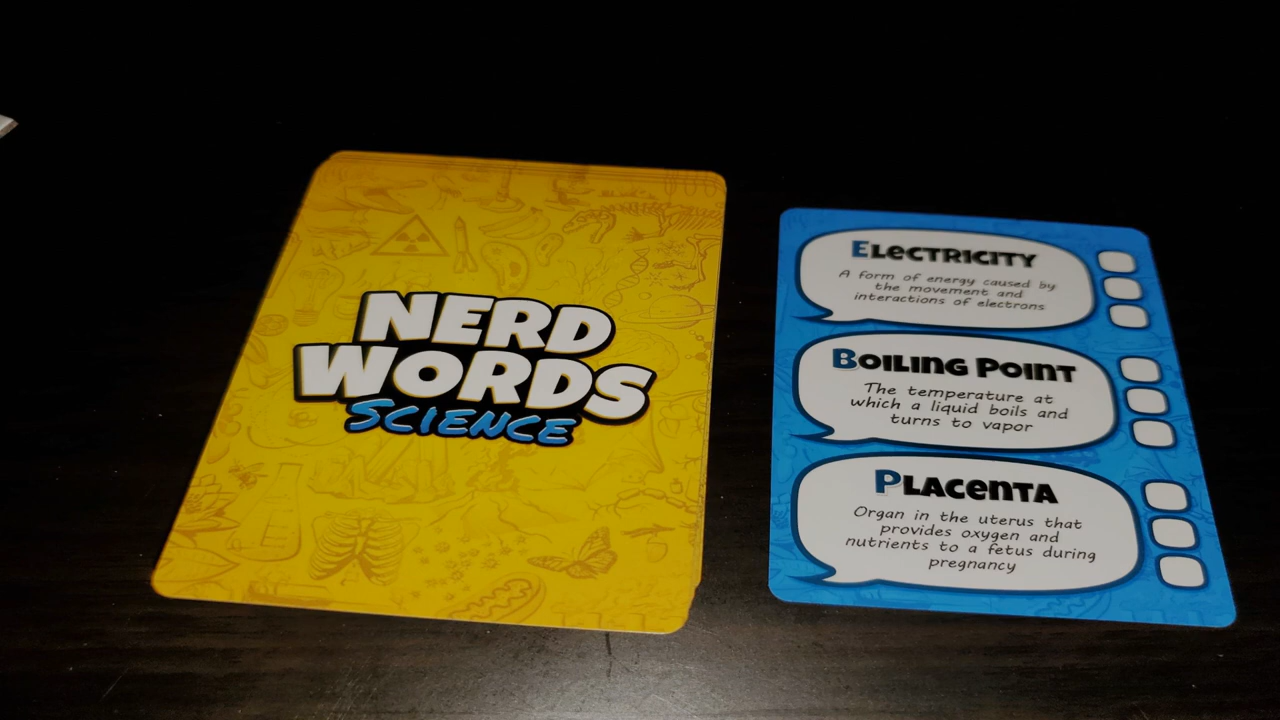 NERD
WORDS
SCIENCE
ELECTRICITY
A form of energy caused by
the movement and
interactions of electrons
BOILING POINT
The temperature at
which a liquid boils and
turns to vapor
PLACENTA
Organ in the uterus that
provides oxygen and
nutrients to a fetus during
pregnancy